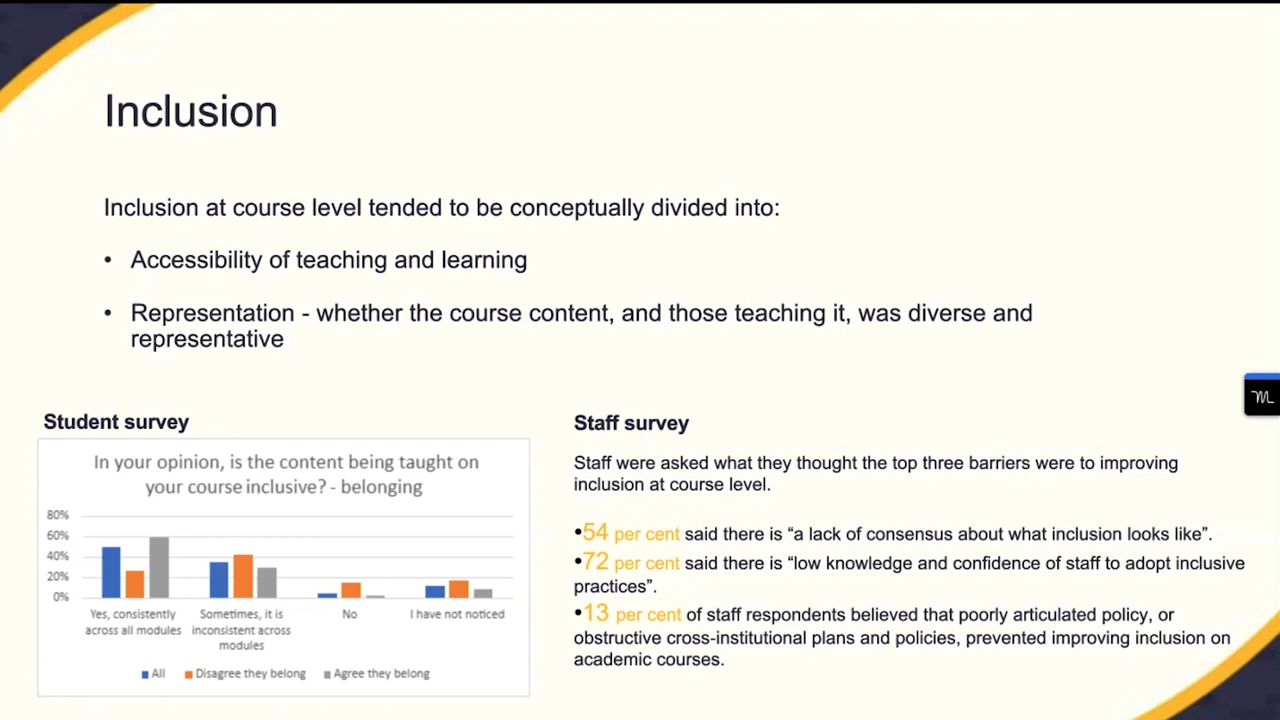 Inclusion
Inclusion at course level tended to be conceptually divided into:
• Accessibility of teaching and learning
• Representation - whether the course content, and those teaching it, was diverse and
representative
Student survey
In your opinion, is the content being taught on
your course inclusive? - belonging
80%
60%
40%
20%
0%
Yes, consistently
across all modules
Sometimes, it is
inconsistent across
modules
No
I have not noticed
All Disagree they belong Agree they belong
Staff survey
Staff were asked what they thought the top three barriers were to improving
inclusion at course level.
•54 per cent said there is “a lack of consensus about what inclusion looks like”.
•72 per cent said there is “low knowledge and confidence of staff to adopt inclusive
practices”.
•13 per cent of staff respondents believed that poorly articulated policy, or
obstructive cross-institutional plans and policies, prevented improving inclusion on
academic courses.